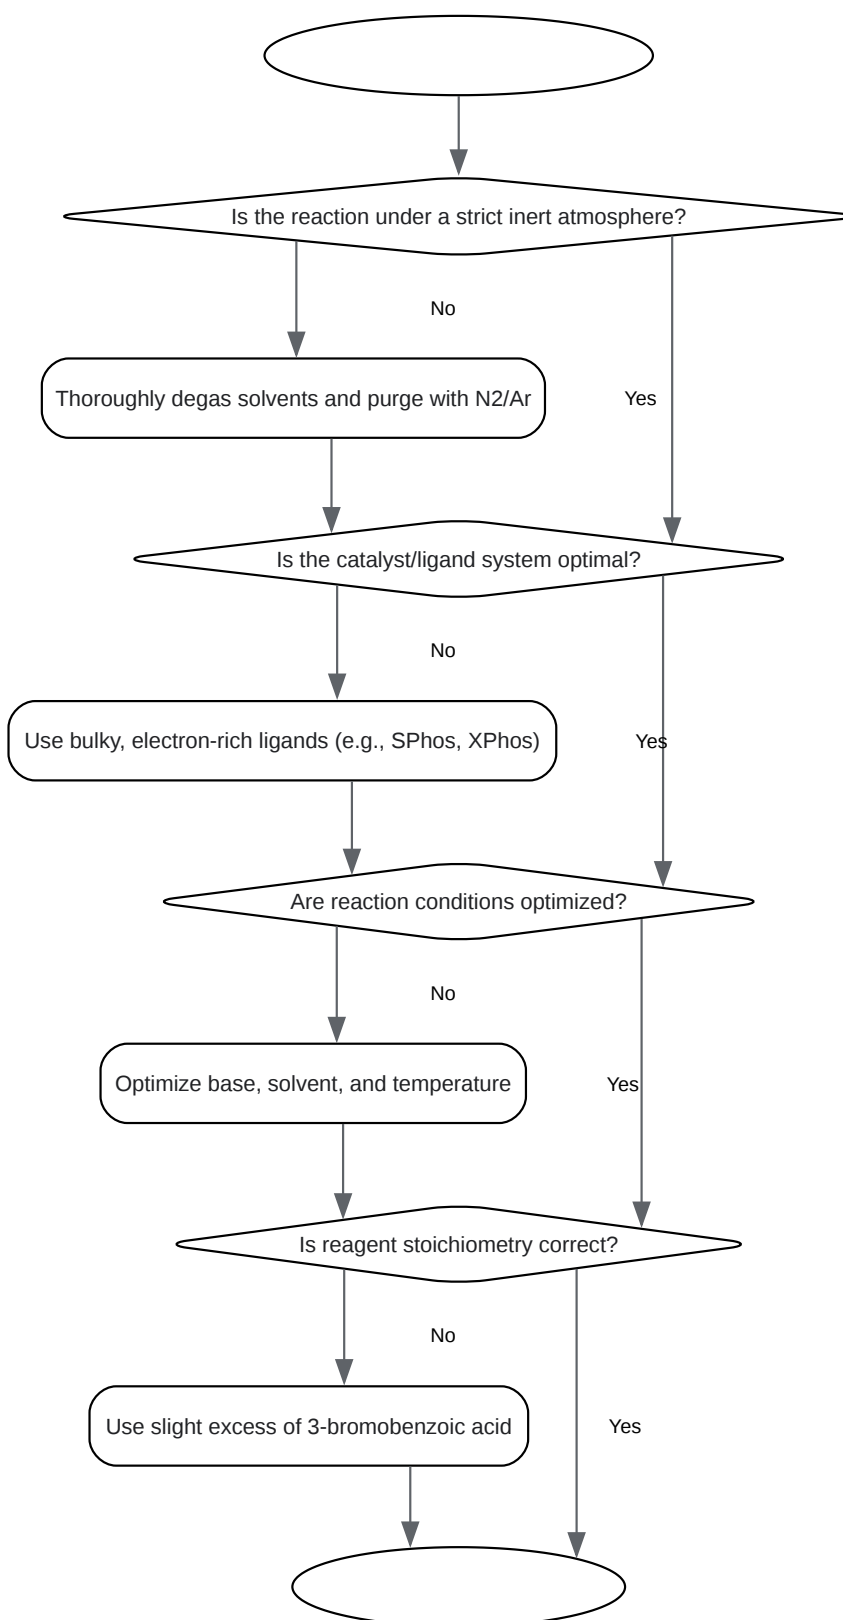 Is the reaction under a strict inert atmosphere?
No
Thoroughly degas solvents and purge with N2/Ar
Yes
Is the catalyst/ligand system optimal?
No
Use bulky, electron-rich ligands (e.g., SPhos, XPhos)
Yes
Are reaction conditions optimized?
No
Optimize base, solvent, and temperature
Yes
Is reagent stoichiometry correct?
No
Use slight excess of 3-bromobenzoic acid
Yes